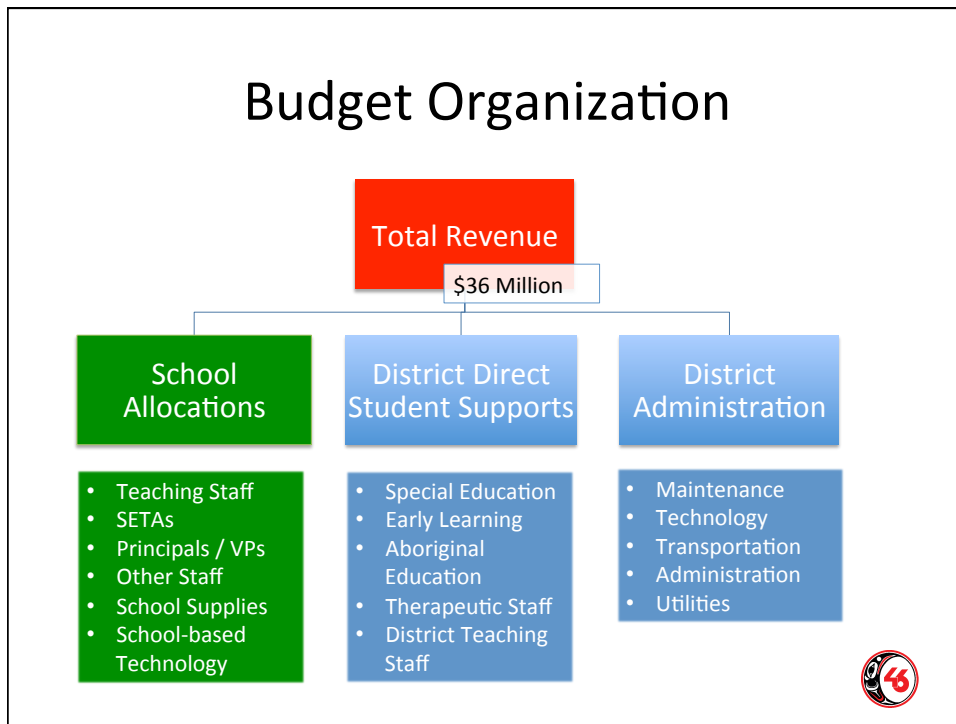 Budget Organization
Total Revenue
$36 Million
School
Allocations
District Direct
Student Supports
District
Administration
• Teaching Staff
• SETAs
• Principals / VPs
• Other Staff
• School Supplies
• School-based
Technology
• Special Education
• Early Learning
• Aboriginal
Education
• Therapeutic Staff
• District Teaching
Staff
• Maintenance
• Technology
• Transportation
• Administration
• Utilities
46